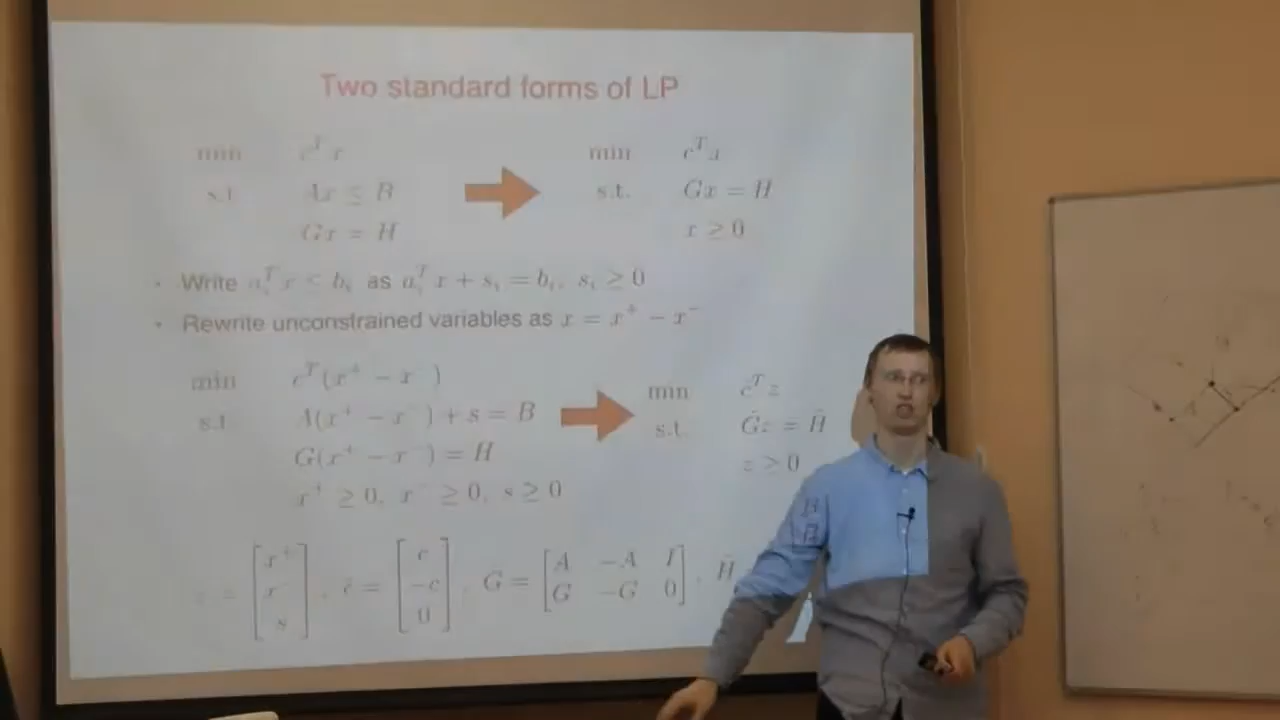 Two standard forms of LP
min c^T x
s.t. Ax ≤ B
Gx = H
min c^T x
s.t. Gx = H
x ≥ 0
• Write a_i^T x ≤ b_i as a_i^T x + s_i = b_i, s_i ≥ 0
• Rewrite unconstrained variables as x = x^+ − x^−
min c^T(x^+ − x^−)
s.t. A(x^+ − x^−) + s = B
G(x^+ − x^−) = H
x^+ ≥ 0, x^− ≥ 0, s ≥ 0
min c̃^T z
s.t. G̃z = H̃
z ≥ 0
z = [x^+ x^− s], c̃ = [c −c 0], G̃ = [A −A I; G −G 0], H̃
B
H